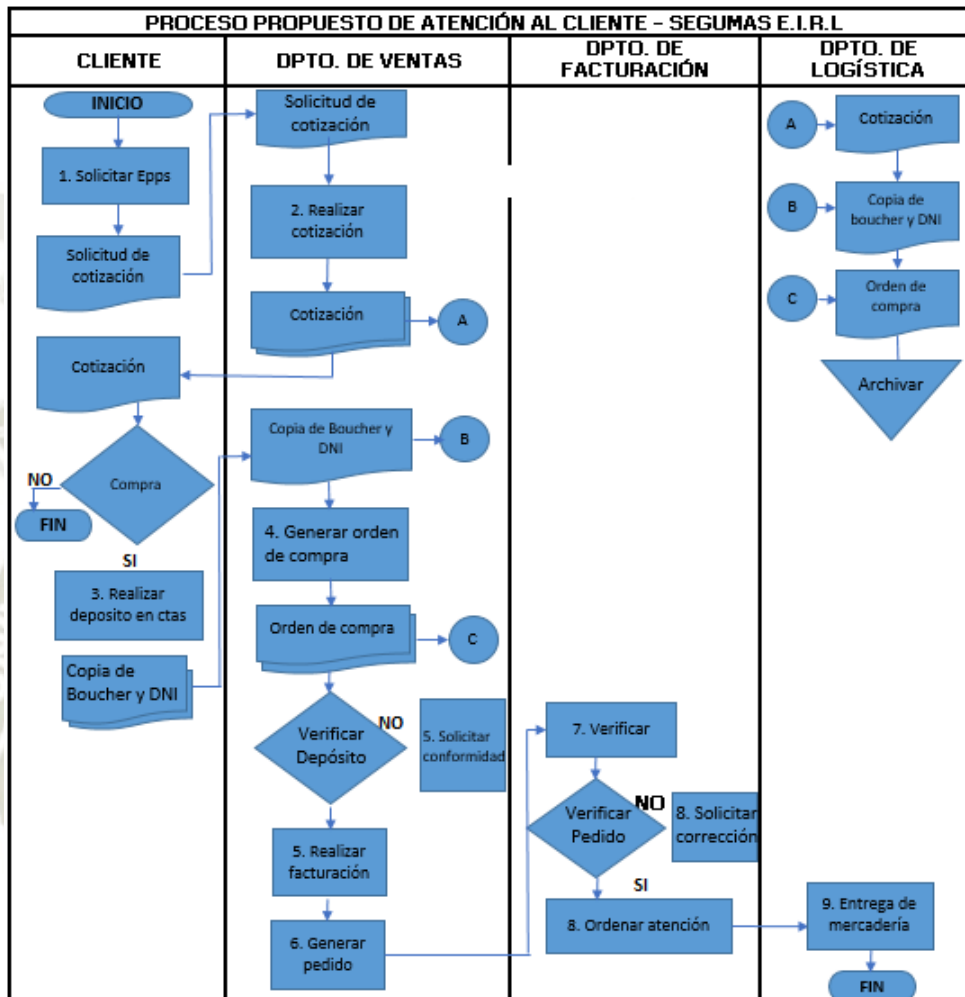 PROCESO PROPUESTO DE ATENCIÓN AL CLIENTE - SEGUMAS E.I.R.L
CLIENTE
DPTO. DE VENTAS
DPTO. DE
FACTURACIÓN
DPTO. DE
LOGÍSTICA
INICIO
1. Solicitar Epps
Solicitud de
cotización
Cotización
Compra
NO
FIN
SI
3. Realizar
deposito en ctas
Copia de
Boucher y DNI
Solicitud de
cotización
2. Realizar
cotización
Cotización
A
Copia de Boucher y
DNI
B
4. Generar orden
de compra
Orden de compra
C
Verificar
Depósito
NO
5. Solicitar
conformidad
5. Realizar
facturación
6. Generar
pedido
7. Verificar
Verificar
Pedido
NO
8. Solicitar
corrección
SI
8. Ordenar atención
A
Cotización
B
Copia de
boucher y DNI
C
Orden de
compra
Archivar
9. Entrega de
mercadería
FIN